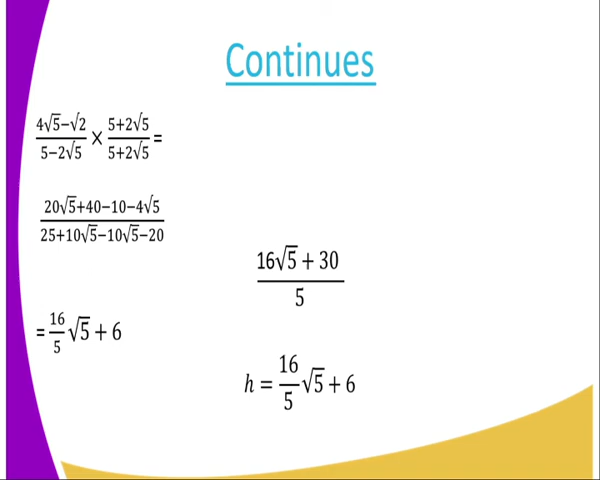 Continues
4√5−√2/5−2√5 × 5+2√5/5+2√5 =
20√5+40−10−4√5/25+10√5−10√5−20
= 16/5 √5 + 6
16√5 + 30/5
h = 16/5 √5 + 6